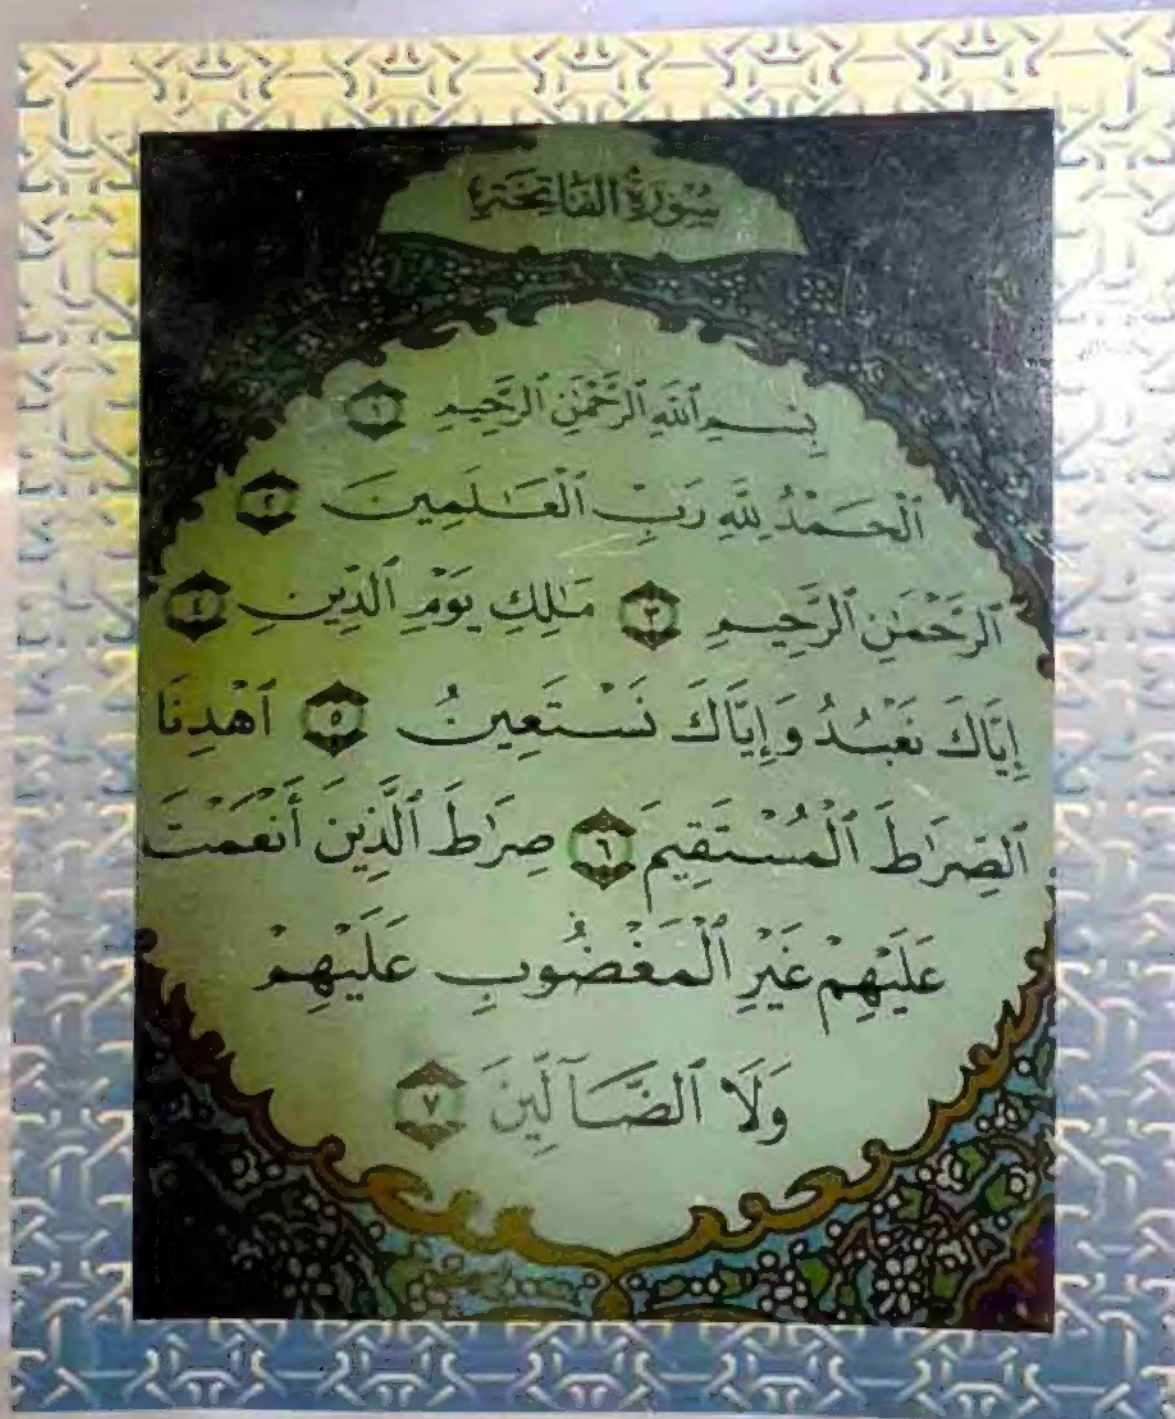 سُورَةُ الْفَاتِحَةِ
بِسْمِ ٱللَّهِ ٱلرَّحْمَٰنِ ٱلرَّحِيمِ ١
ٱلْحَمْدُ لِلَّهِ رَبِّ ٱلْعَٰلَمِينَ ٢
ٱلرَّحْمَٰنِ ٱلرَّحِيمِ ٣ مَٰلِكِ يَوْمِ ٱلدِّينِ ٤
إِيَّاكَ نَعْبُدُ وَإِيَّاكَ نَسْتَعِينُ ٥ ٱهْدِنَا
ٱلصِّرَٰطَ ٱلْمُسْتَقِيمَ ٦ صِرَٰطَ ٱلَّذِينَ أَنْعَمْتَ
عَلَيْهِمْ غَيْرِ ٱلْمَغْضُوبِ عَلَيْهِمْ
وَلَا ٱلضَّآلِّينَ ٧